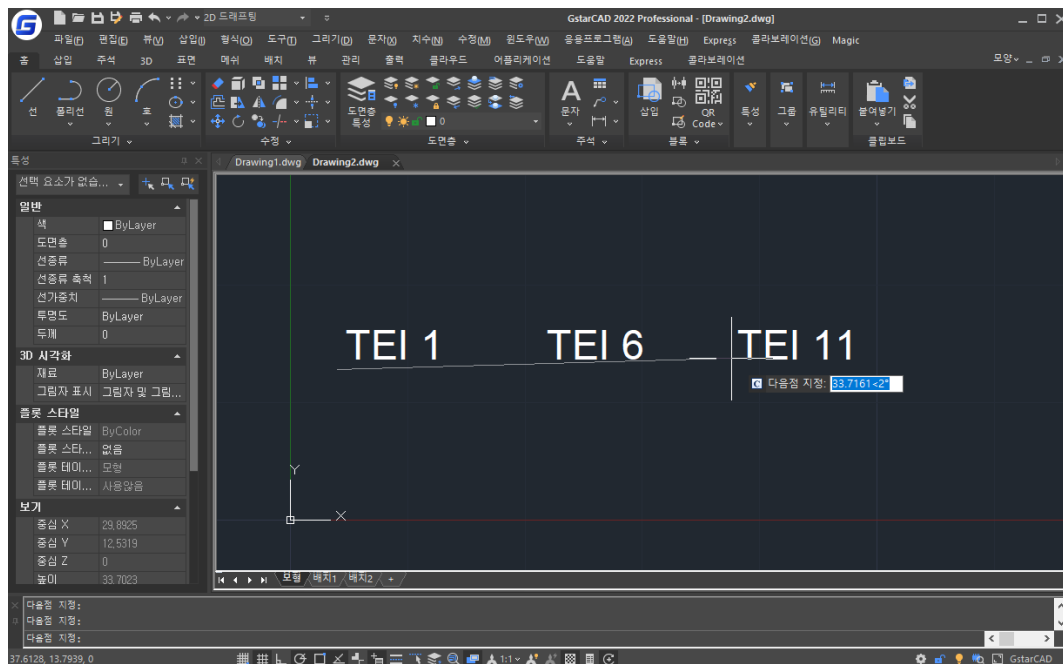 2D 드래프팅
GstarCAD 2022 Professional - [Drawing2.dwg]
파일(F) 편집(E) 뷰(V) 삽입(I) 형식(O) 도구(T) 그리기(D) 문자(X) 치수(N) 수정(M) 윈도우(W) 응용프로그램(A) 도움말(H) Express 콜라보레이션(G) Magic
홈 삽입 주석 3D 표면 메쉬 배치 뷰 관리 출력 클라우드 어플리케이션 도움말 Express 콜라보레이션 모양
선 폴리선 원 호
도면층 특성
0
문자
삽입
QR Code
특성 그룹 유틸리티 붙여넣기
그리기 수정 도면층 주석 블록 클립보드
특성
Drawing1.dwg Drawing2.dwg
선택 요소가 없습...
일반
색 ByLayer
도면층 0
선종류 ByLayer
선종류 축척 1
선가중치 ByLayer
투명도 ByLayer
두께 0
3D 시각화
재료 ByLayer
그림자 표시 그림자 및 그림...
플롯 스타일
플롯 스타일 ByColor
플롯 스타... 없음
플롯 테이... 모형
플롯 테이... 사용않음
보기
중심 X 29,8925
중심 Y 12,5319
중심 Z 0
높이 33,7023
TEI 1 TEI 6 TEI 11
다음점 지정: 33.7161<2°
Y
X
모형 배치1 배치2 +
다음점 지정:
다음점 지정:
다음점 지정:
37.6128, 13.7939, 0
1:1
GstarCAD